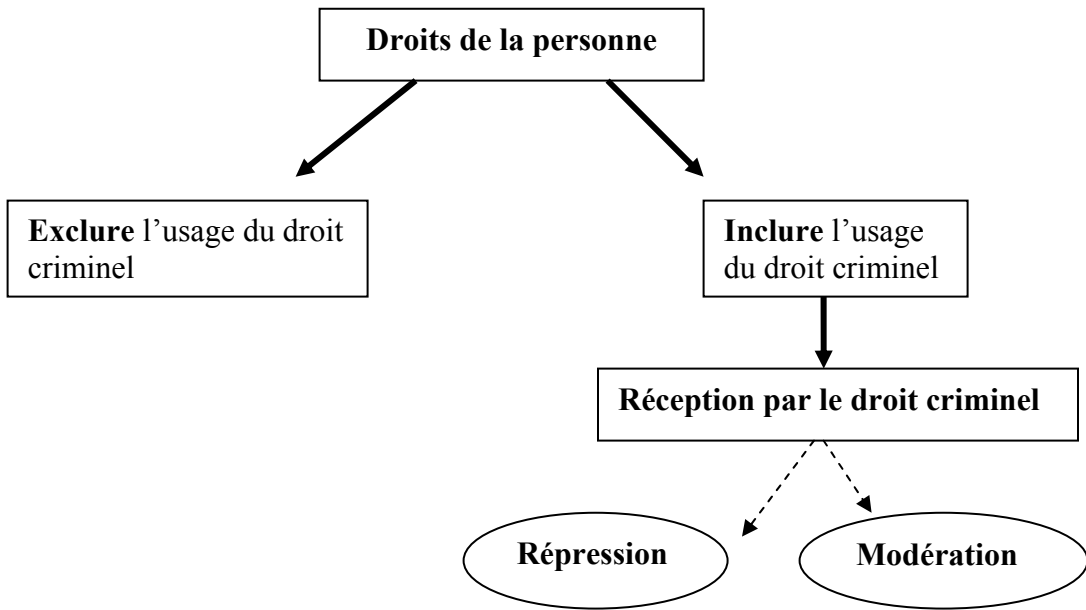 Droits de la personne
Exclure l’usage du droit
criminel
Inclure l’usage
du droit criminel
Réception par le droit criminel
Répression
Modération